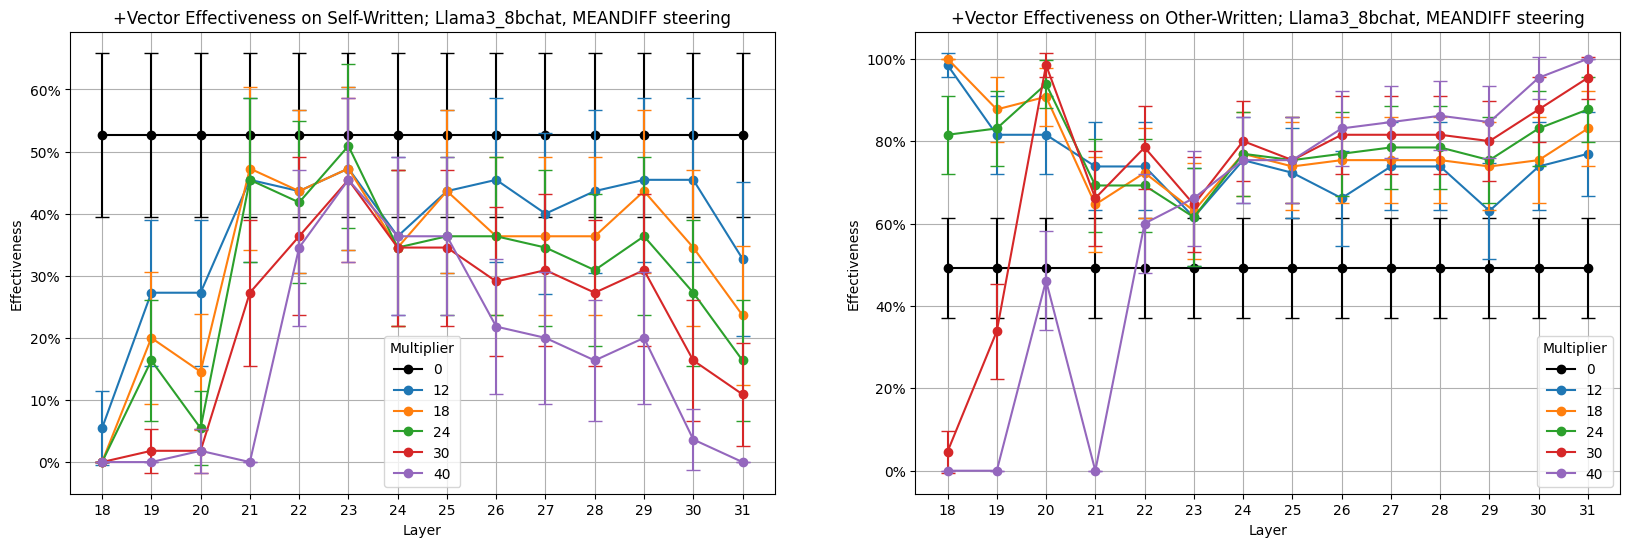 +Vector Effectiveness on Self-Written; Llama3_8bchat, MEANDIFF steering
Effectiveness
60%
50%
40%
30%
20%
10%
0%
Multiplier
0
12
18
24
30
40
18 19 20 21 22 23 24 25 26 27 28 29 30 31
Layer
+Vector Effectiveness on Other-Written; Llama3_8bchat, MEANDIFF steering
Effectiveness
100%
80%
60%
40%
20%
0%
Multiplier
0
12
18
24
30
40
18 19 20 21 22 23 24 25 26 27 28 29 30 31
Layer